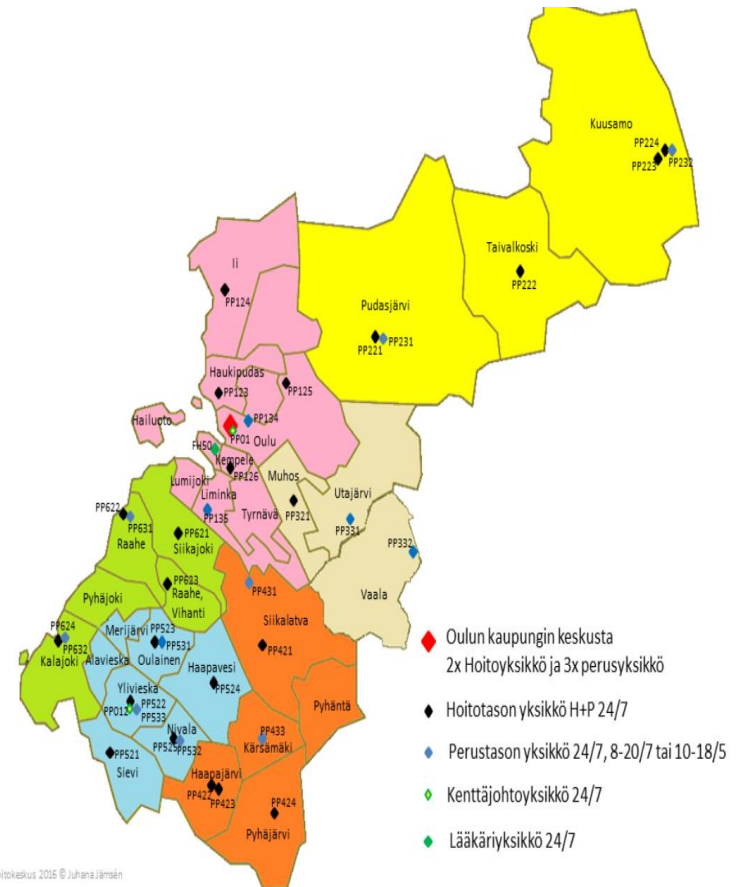 Kuusamo
PP224
PP223
PP232
Taivalkoski
PP222
Ii
PP124
Pudasjärvi
PP221
PP231
Haukipudas
PP123
PP125
Hailuoto
PP134
PP01
Oulu
FH50
Kempele
PP126
Muhos
Lumijoki
Liminka
PP135
Tyrnävä
PP321
Utajärvi
PP331
PP332
Vaala
PP622
PP631
Raahe
PP621
Siikajoki
PP623
Raahe,
Vihanti
PP431
Pyhäjoki
Siikalatva
PP624
PP632
Kalajoki
Merijärvi
PP523
PP531
Alavieska
Oulainen
PP421
Haapavesi
PP524
Ylivieska
PP012
PP522
PP533
Pyhäntä
Nivala
PP532
PP433
Kärsämäki
PP521
Sievi
Haapajärvi
PP422
PP423
PP424
Pyhäjärvi
Oulun kaupungin keskusta
2x Hoitoyksikkö ja 3x perusyksikkö
Hoitotason yksikkö H+P 24/7
Perustason yksikkö 24/7, 8-20/7 tai 10-18/5
Kenttäjohtoyksikkö 24/7
Lääkäriyksikkö 24/7
2016 © Juhana Jämsén